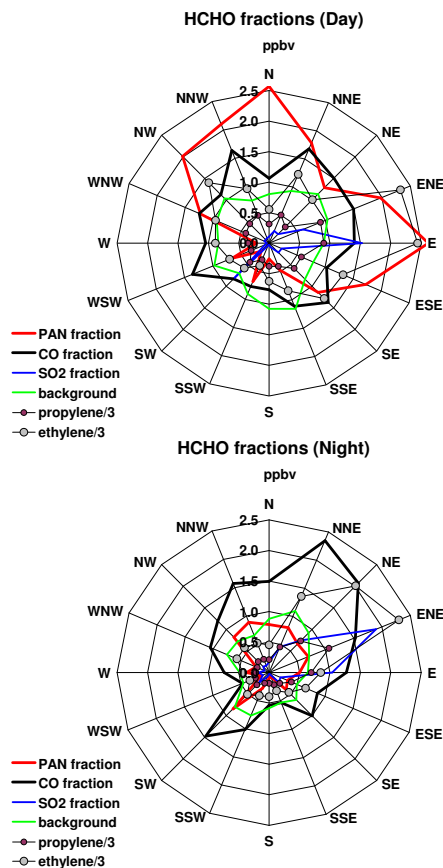 HCHO fractions (Day)
ppbv
N
NNW
NNE
NW
NE
WNW
ENE
W
E
WSW
ESE
SW
SE
SSW
SSE
S
2.5
2.0
1.5
1.0
0.5
0.0
PAN fraction
CO fraction
SO2 fraction
background
propylene/3
ethylene/3
HCHO fractions (Night)
ppbv
N
NNW
NNE
NW
NE
WNW
ENE
W
E
WSW
ESE
SW
SE
SSW
SSE
S
2.5
2.0
1.5
1.0
0.5
0.0
PAN fraction
CO fraction
SO2 fraction
background
propylene/3
ethylene/3